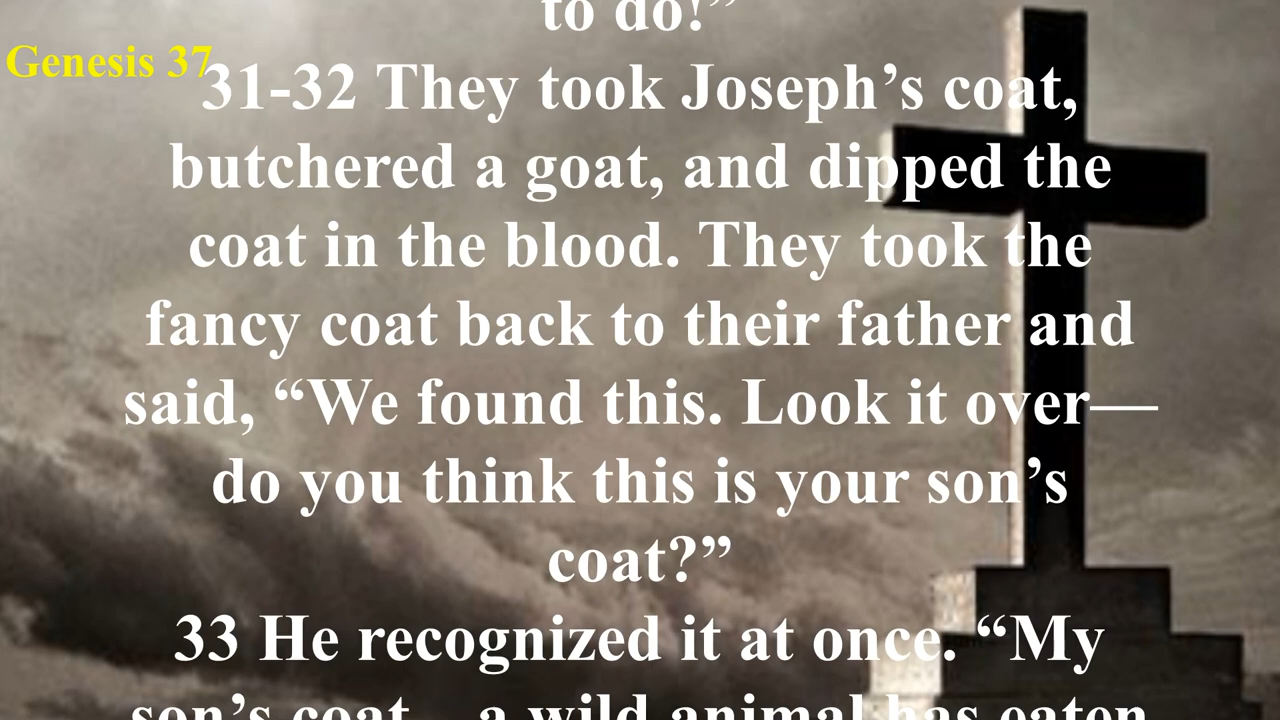 to do!”
Genesis 37
31-32 They took Joseph’s coat,
butchered a goat, and dipped the
coat in the blood. They took the
fancy coat back to their father and
said, “We found this. Look it over—
do you think this is your son’s
coat?”
33 He recognized it at once. “My
son’s coat—a wild animal has eaten